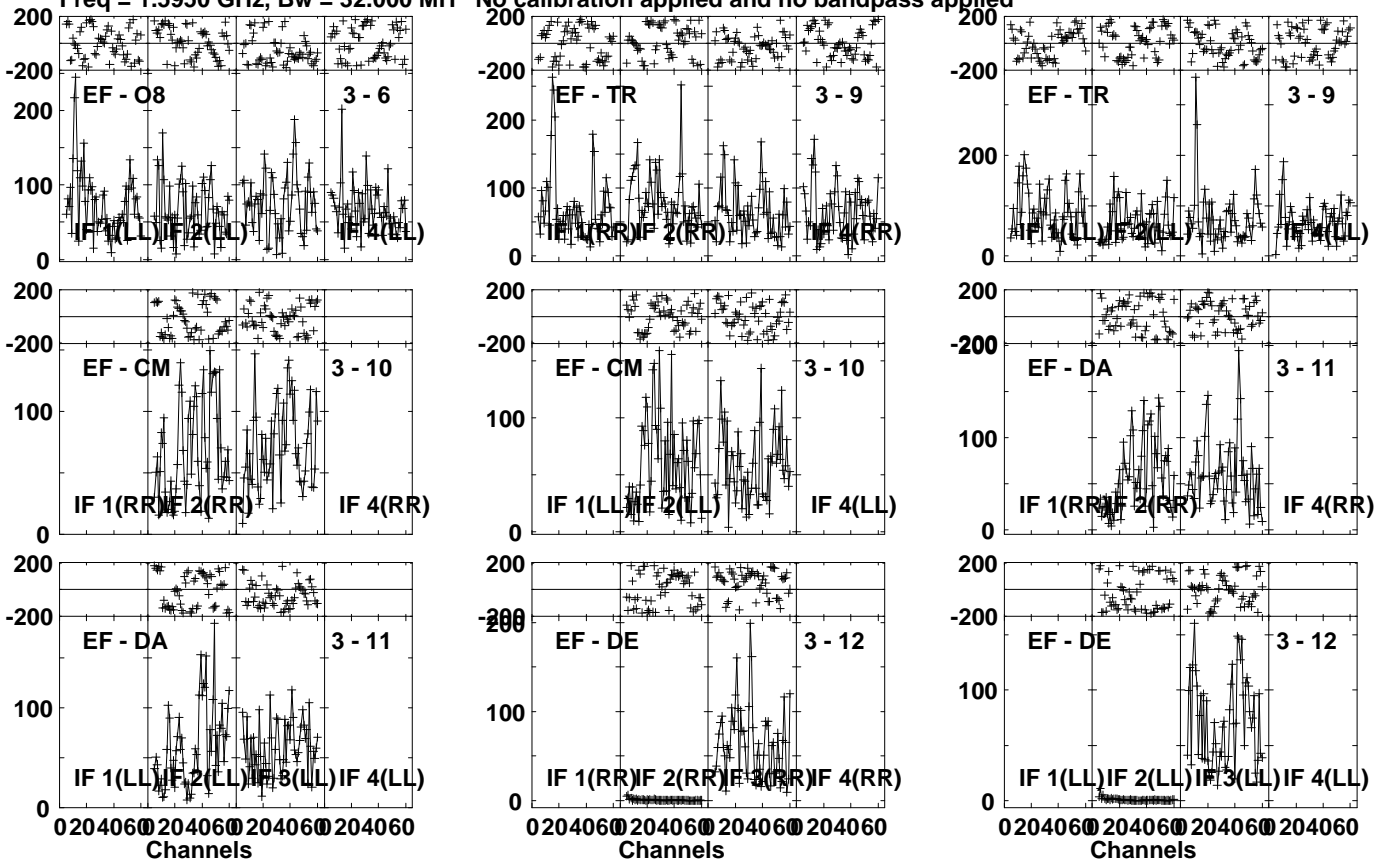 Freq = 1.5950 GHz, Bw = 32.000 MH No calibration applied and no bandpass applied
200
-200
200
100
0
EF - O8
3 - 6
IF 1(LL)
IF 2(LL)
IF 4(LL)
200
-200
200
100
0
EF - TR
3 - 9
IF 1(RR)
IF 2(RR)
IF 4(RR)
200
-200
200
0
EF - TR
3 - 9
IF 1(LL)
IF 2(LL)
IF 4(LL)
200
-200
100
0
EF - CM
3 - 10
IF 1(RR)
IF 2(RR)
IF 4(RR)
200
-200
100
0
EF - CM
3 - 10
IF 1(LL)
IF 2(LL)
IF 4(LL)
200
-200
200
100
0
EF - DA
3 - 11
IF 1(RR)
IF 2(RR)
IF 4(RR)
200
-200
100
0
EF - DA
3 - 11
IF 1(LL)
IF 2(LL)
IF 3(LL)
IF 4(LL)
0 20 40 60 0 20 40 60 0 20 40 60 0 20 40 60
Channels
200
-200
200
100
0
EF - DE
3 - 12
IF 1(RR)
IF 2(RR)
IF 3(RR)
IF 4(RR)
0 20 40 60 0 20 40 60 0 20 40 60 0 20 40 60
Channels
200
-200
100
0
EF - DE
3 - 12
IF 1(LL)
IF 2(LL)
IF 3(LL)
IF 4(LL)
0 20 40 60 0 20 40 60 0 20 40 60 0 20 40 60
Channels